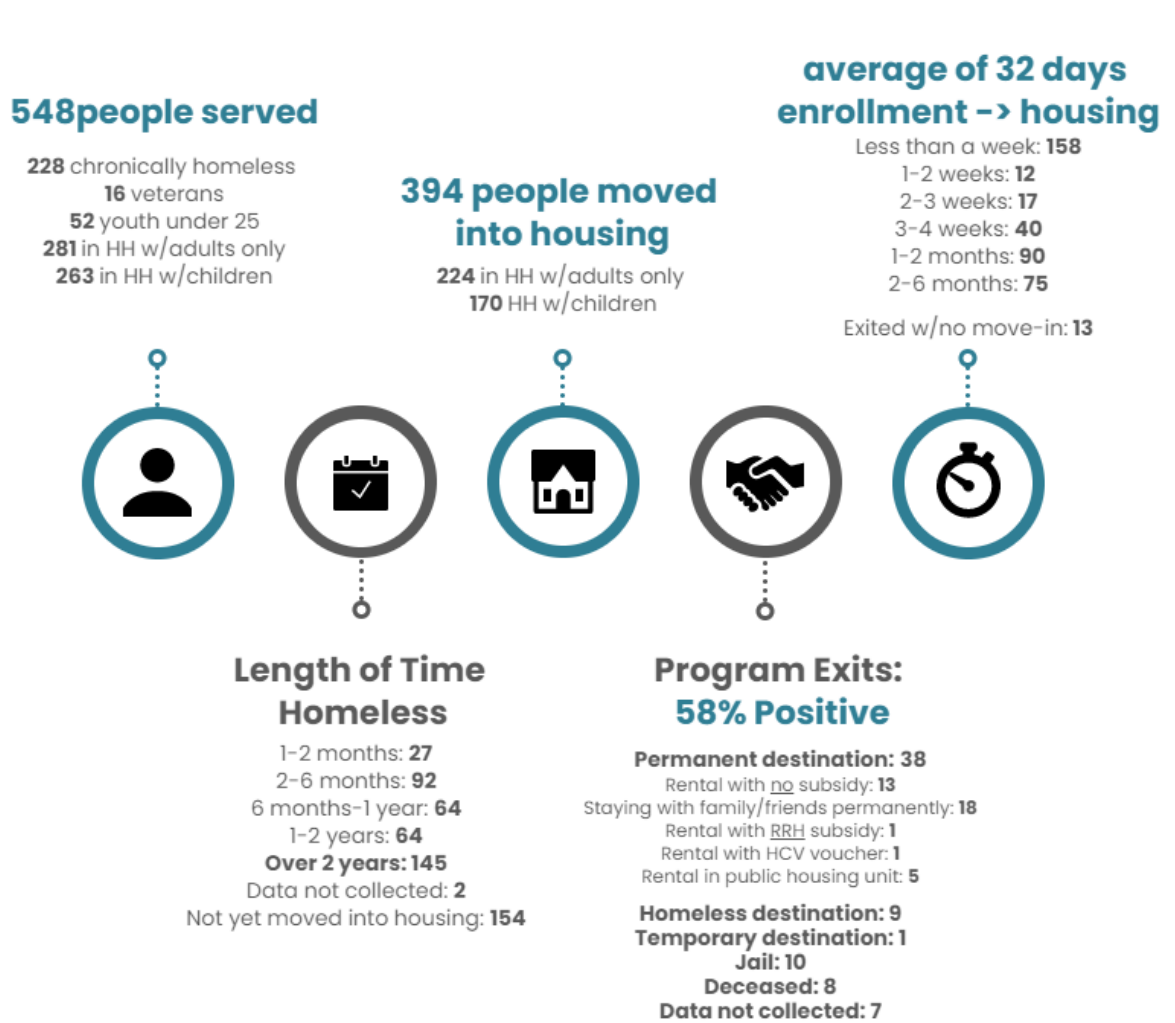 548people served
228 chronically homeless
16 veterans
52 youth under 25
281 in HH w/adults only
263 in HH w/children
394 people moved
into housing
224 in HH w/adults only
170 HH w/children
average of 32 days
enrollment -> housing
Less than a week: 158
1-2 weeks: 12
2-3 weeks: 17
3-4 weeks: 40
1-2 months: 90
2-6 months: 75
Exited w/no move-in: 13
Length of Time
Homeless
1-2 months: 27
2-6 months: 92
6 months-1 year: 64
1-2 years: 64
Over 2 years: 145
Data not collected: 2
Not yet moved into housing: 154
Program Exits:
58% Positive
Permanent destination: 38
Rental with no subsidy: 13
Staying with family/friends permanently: 18
Rental with RRH subsidy: 1
Rental with HCV voucher: 1
Rental in public housing unit: 5
Homeless destination: 9
Temporary destination: 1
Jail: 10
Deceased: 8
Data not collected: 7